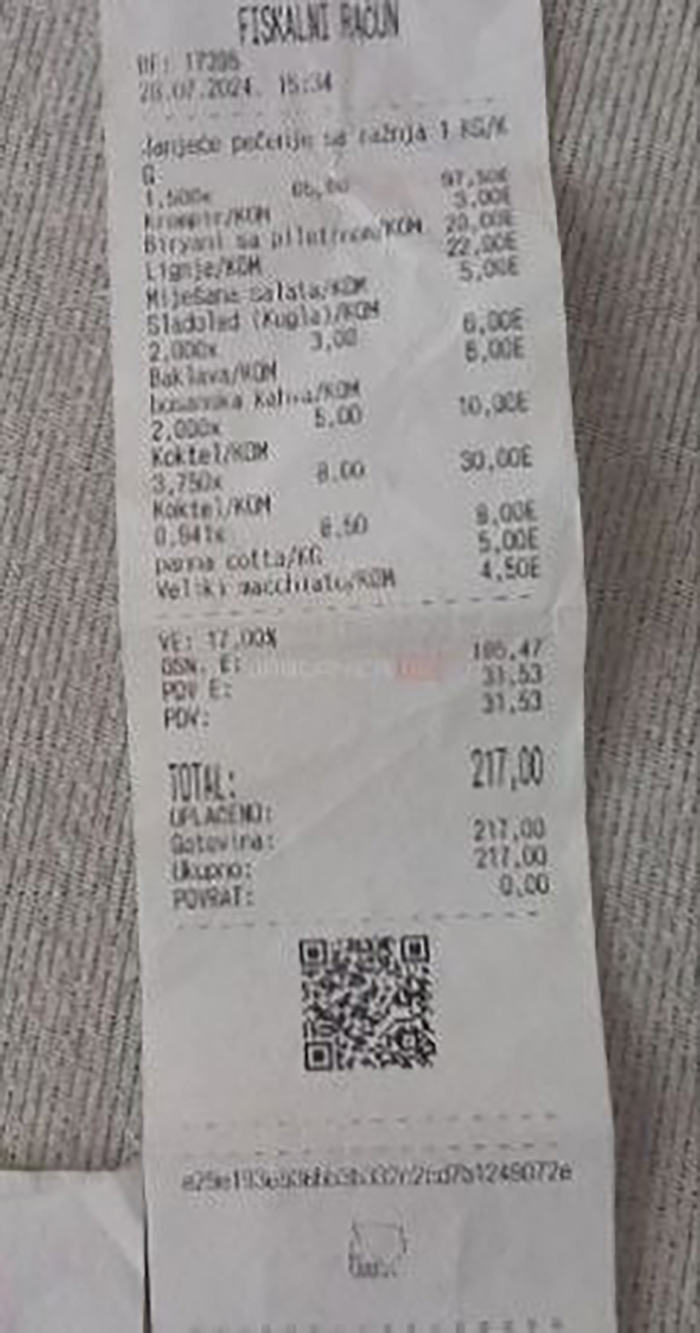 FISKALNI RAČUN
BF: 17395
28.07.2024. 15:34
Janjeće pečenje sa ražnja 1 KG/K
G
1,500x 65,00 97,50E
Krompir/KOM 3,00E
Biryani sa piletinom/KOM
Lignje/KOM 22,00E
Miješana salata/KOM 5,00E
Sladoled (Kugla)/KOM
2,000x 3,00 6,00E
Baklava/KOM
bosanska kahva/KOM
2,000x 5,00 10,00E
Koktel/KOM
3,750x 8,00 30,00E
Koktel/KOM
0,941x 8,50 8,00E
panna cotta/KG 5,00E
Veliki macchiato/KOM 4,50E
VE: 17,00%
OSN. E: 185,47
PDV E: 31,53
PDV: 31,53
TOTAL: 217,00
UPLAĆENO:
Gotovina: 217,00
Ukupno: 217,00
POVRAT: 0,00